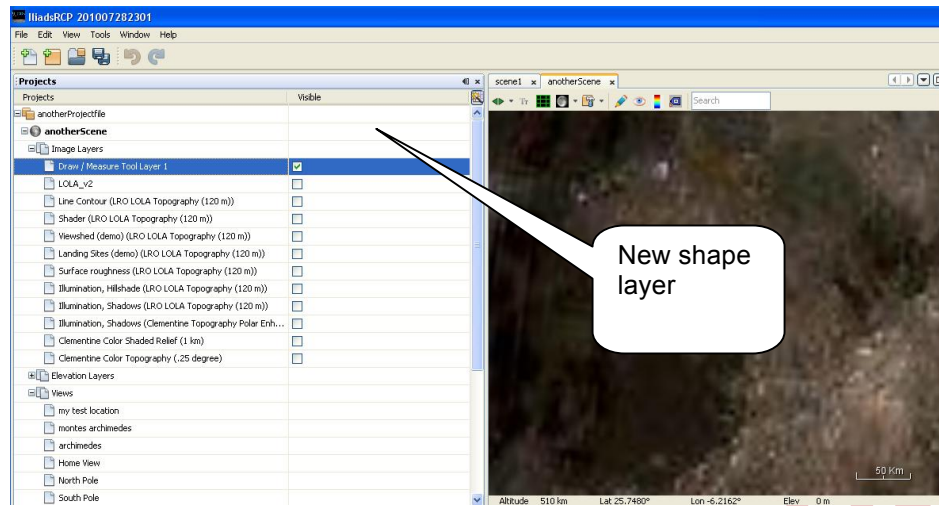 IliadsRCP 201007282301
File Edit View Tools Window Help
Projects
scene1 anotherScene
Projects Visible
Tr Search
anotherProjectfile
anotherScene
Image Layers
Draw / Measure Tool Layer 1
LOLA_v2
Line Contour (LRO LOLA Topography (120 m))
Shader (LRO LOLA Topography (120 m))
Viewshed (demo) (LRO LOLA Topography (120 m))
Landing Sites (demo) (LRO LOLA Topography (120 m))
Surface roughness (LRO LOLA Topography (120 m))
Illumination, Hillshade (LRO LOLA Topography (120 m))
Illumination, Shadows (LRO LOLA Topography (120 m))
Illumination, Shadows (Clementine Topography Polar Enh...
Clementine Color Shaded Relief (1 km)
Clementine Color Topography (.25 degree)
Elevation Layers
Views
my test location
montes archimedes
archimedes
Home View
North Pole
South Pole
New shape
layer
50 Km
Altitude 510 km Lat 25.7480° Lon -6.2162° Elev 0 m